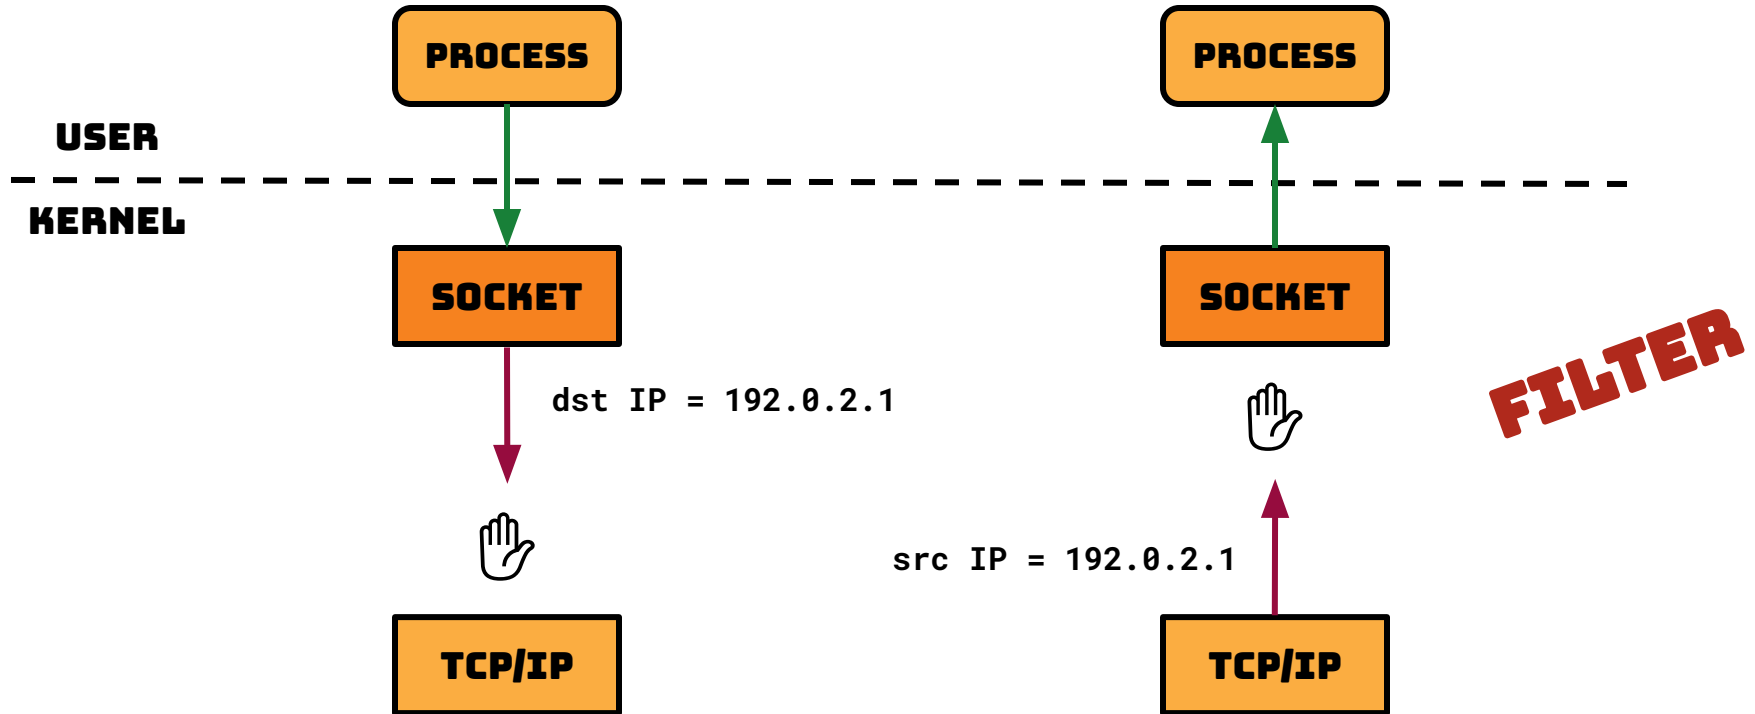 PROCESS
PROCESS
USER
KERNEL
SOCKET
SOCKET
FILTER
dst IP = 192.0.2.1
src IP = 192.0.2.1
TCP/IP
TCP/IP